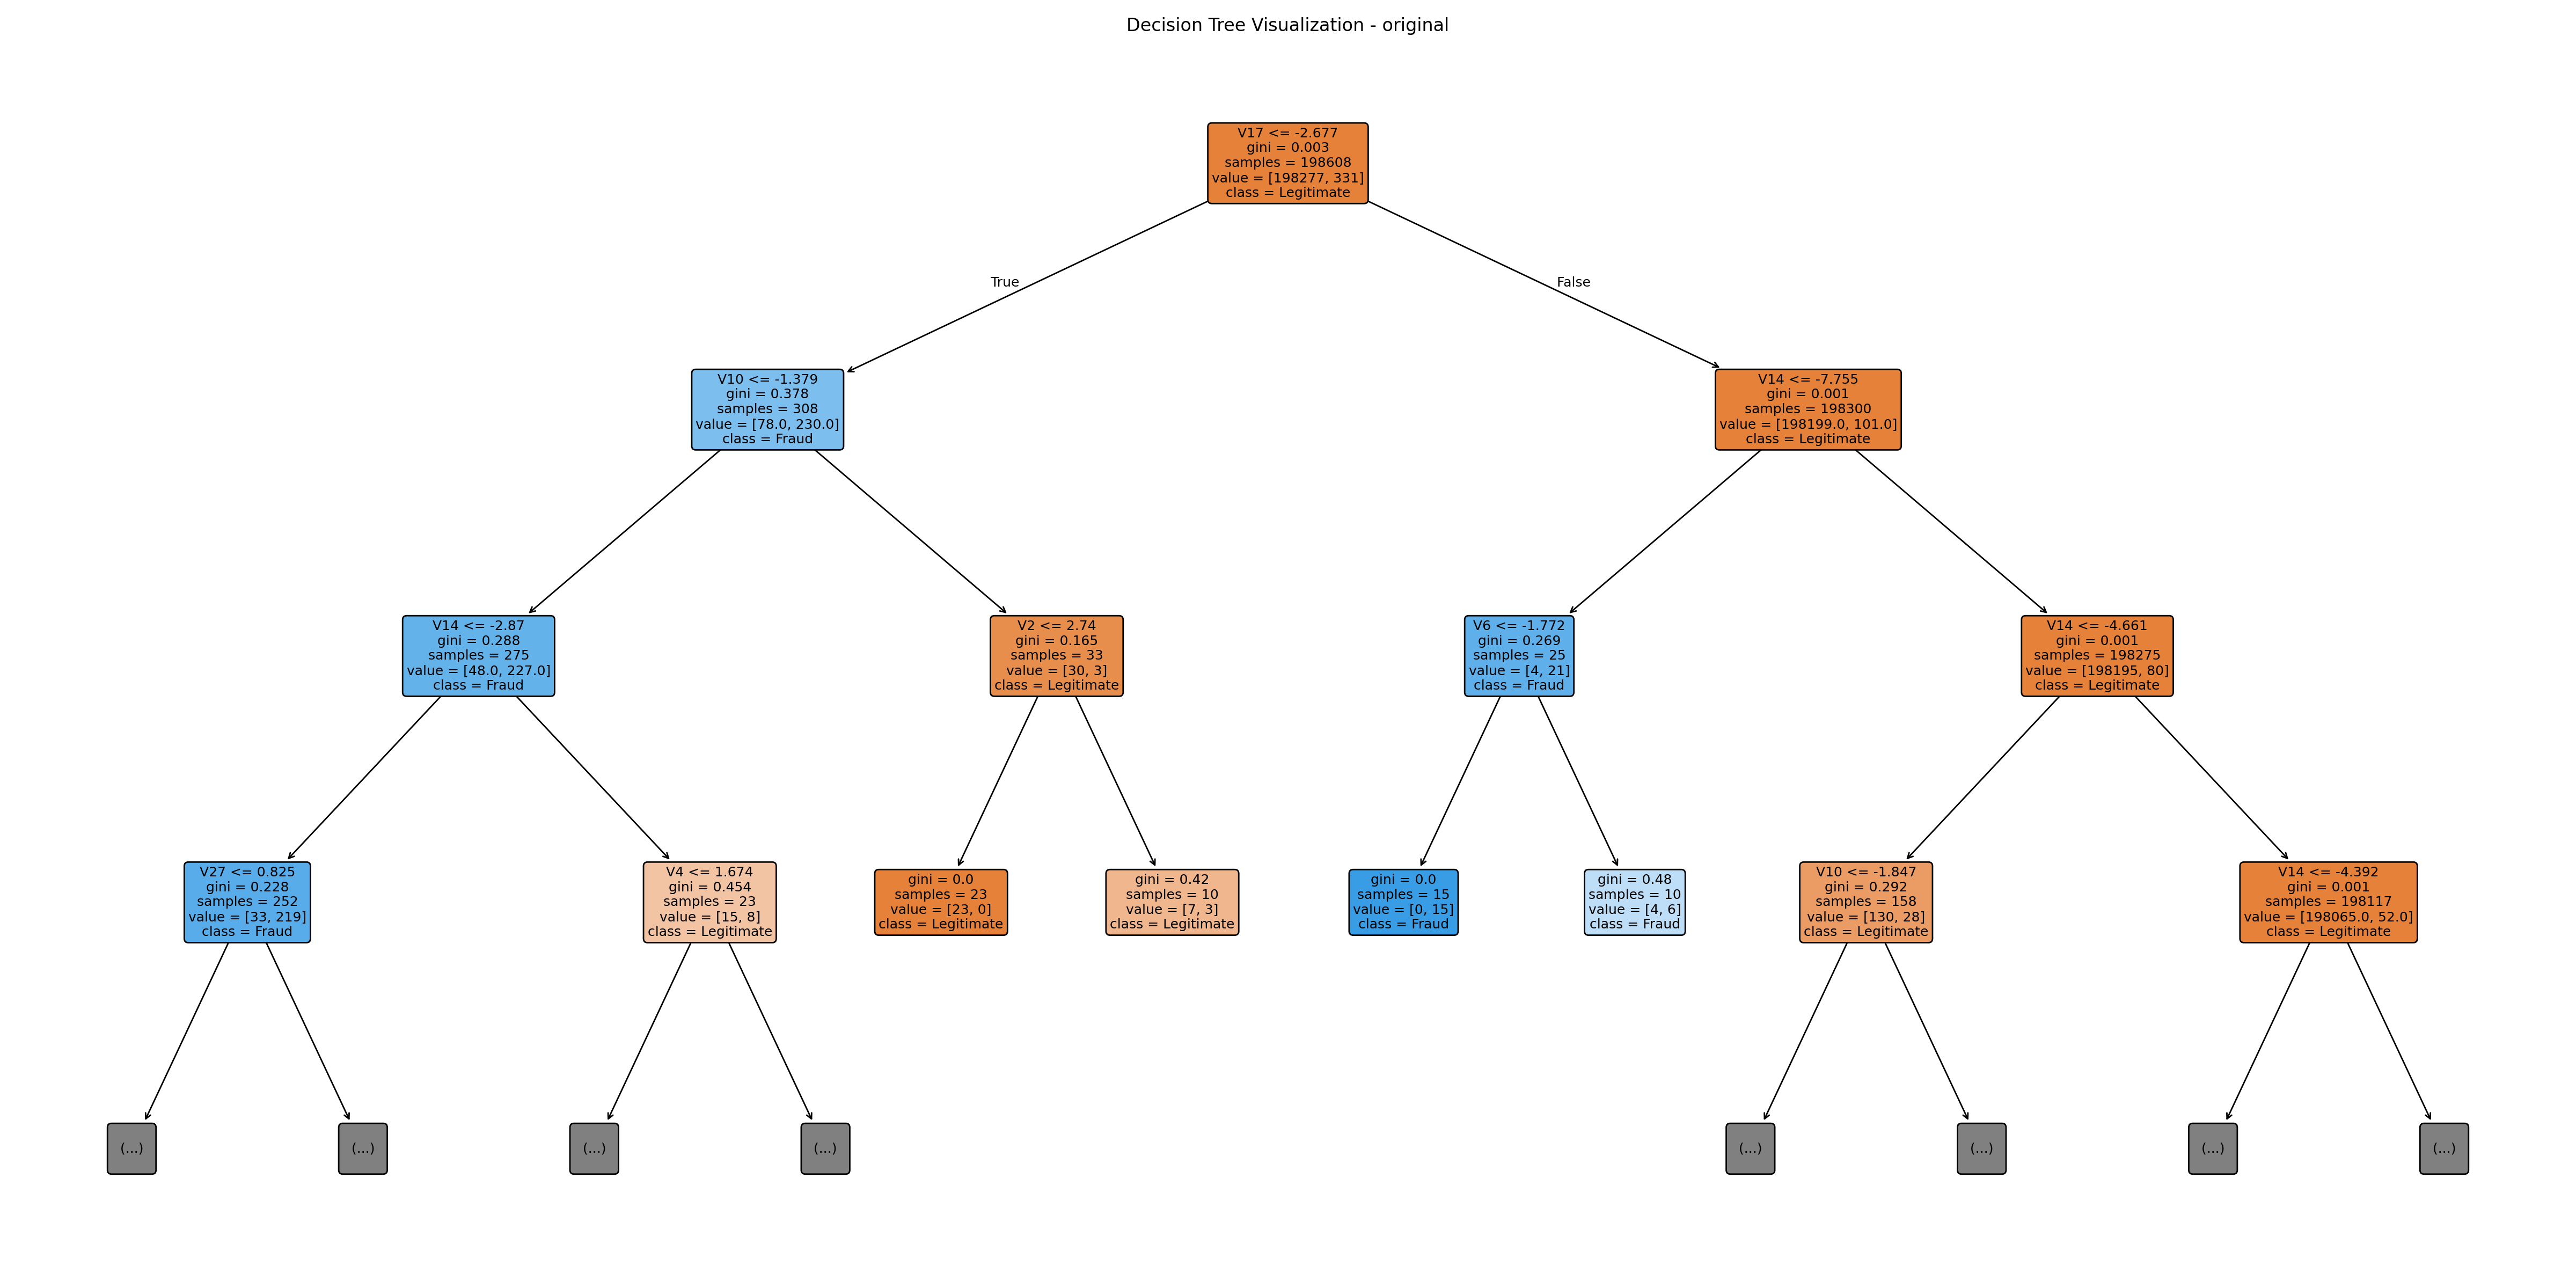 Decision Tree Visualization - original
V17 <= -2.677
gini = 0.003
samples = 198608
value = [198277, 331]
class = Legitimate
True
False
V10 <= -1.379
gini = 0.378
samples = 308
value = [78.0, 230.0]
class = Fraud
V14 <= -7.755
gini = 0.001
samples = 198300
value = [198199.0, 101.0]
class = Legitimate
V14 <= -2.87
gini = 0.288
samples = 275
value = [48.0, 227.0]
class = Fraud
V2 <= 2.74
gini = 0.165
samples = 33
value = [30, 3]
class = Legitimate
V6 <= -1.772
gini = 0.269
samples = 25
value = [4, 21]
class = Fraud
V14 <= -4.661
gini = 0.001
samples = 198275
value = [198195, 80]
class = Legitimate
V27 <= 0.825
gini = 0.228
samples = 252
value = [33, 219]
class = Fraud
V4 <= 1.674
gini = 0.454
samples = 23
value = [15, 8]
class = Legitimate
gini = 0.0
samples = 23
value = [23, 0]
class = Legitimate
gini = 0.42
samples = 10
value = [7, 3]
class = Legitimate
gini = 0.0
samples = 15
value = [0, 15]
class = Fraud
gini = 0.48
samples = 10
value = [4, 6]
class = Fraud
V10 <= -1.847
gini = 0.292
samples = 158
value = [130, 28]
class = Legitimate
V14 <= -4.392
gini = 0.001
samples = 198117
value = [198065.0, 52.0]
class = Legitimate
(...)
(...)
(...)
(...)
(...)
(...)
(...)
(...)